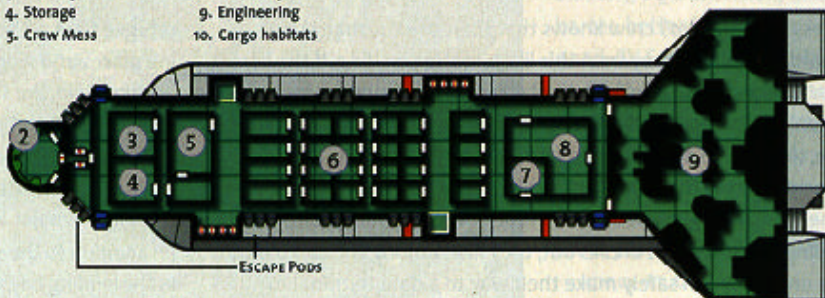 4. Storage
5. Crew Mess
9. Engineering
10. Cargo habitats
2
3
4
5
6
7
8
9
ESCAPE PODS